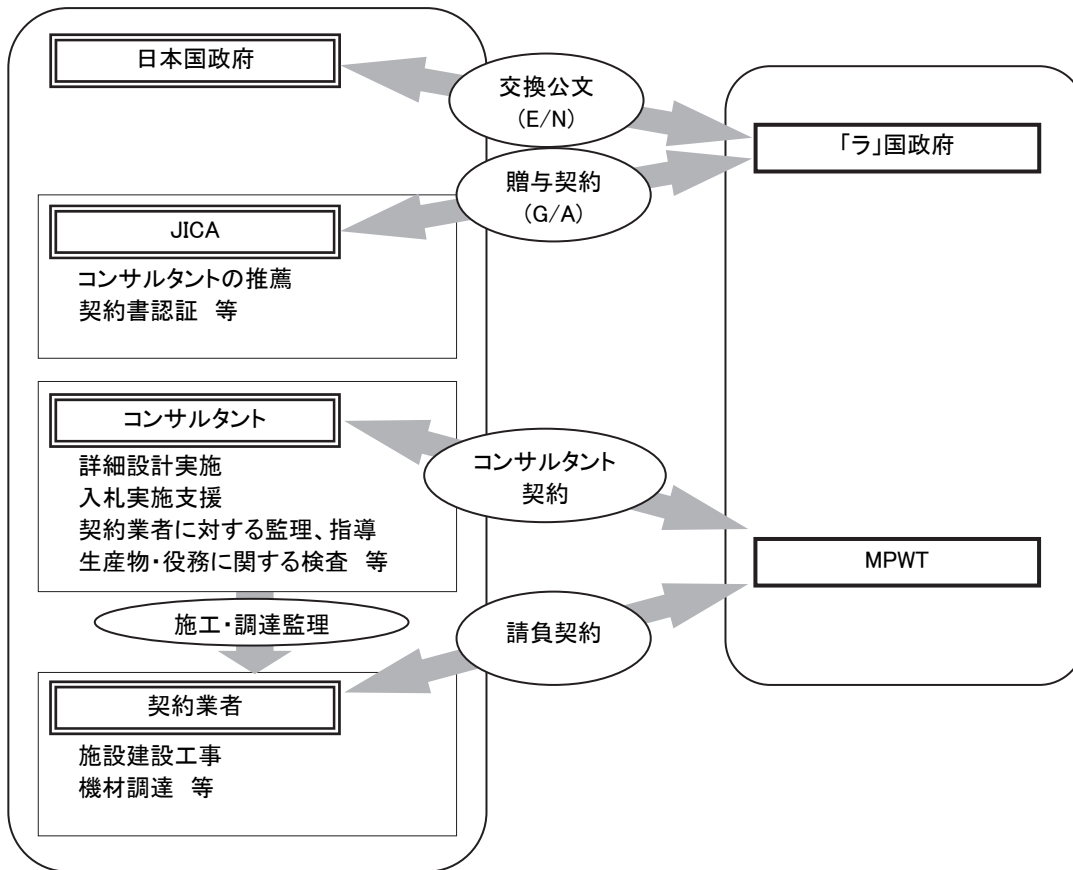 日本国政府
交換公文
(E/N)
「ラ」国政府
贈与契約
(G/A)
JICA
コンサルタントの推薦
契約書認証 等
コンサルタント
詳細設計実施
入札実施支援
契約業者に対する監理、指導
生産物・役務に関する検査 等
コンサルタント
契約
MPWT
施工・調達監理
請負契約
契約業者
施設建設工事
機材調達 等